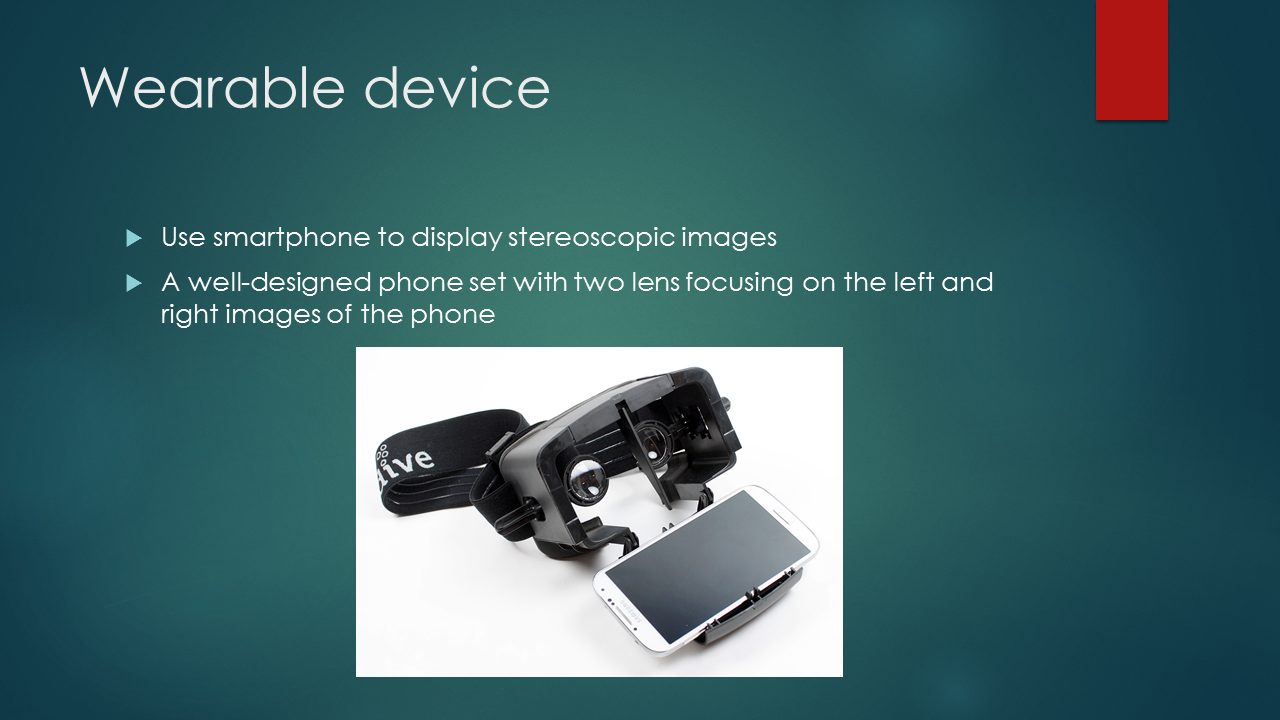 Wearable device
Use smartphone to display stereoscopic images
A well-designed phone set with two lens focusing on the left and
right images of the phone
SAMSUNG